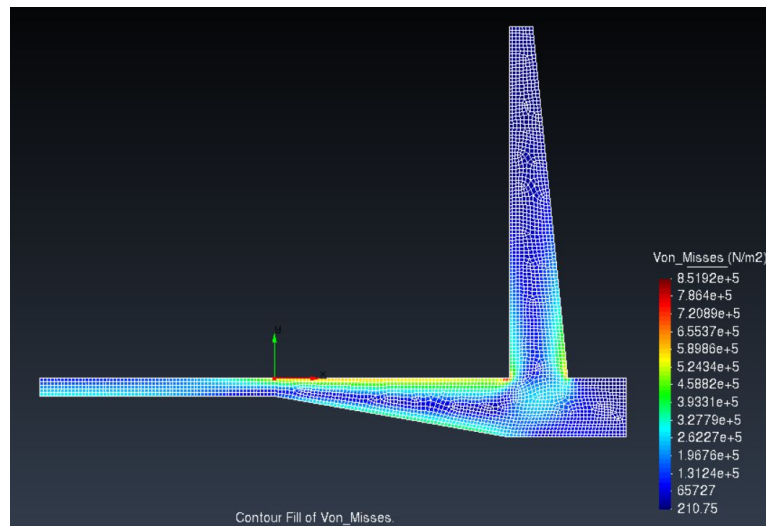 Von_Misses (N/m2)
8.5192e+5
7.864e+5
7.2089e+5
6.5537e+5
5.8986e+5
5.2434e+5
4.5882e+5
3.9331e+5
3.2779e+5
2.6227e+5
1.9676e+5
1.3124e+5
65727
210.75
Contour Fill of Von_Misses.